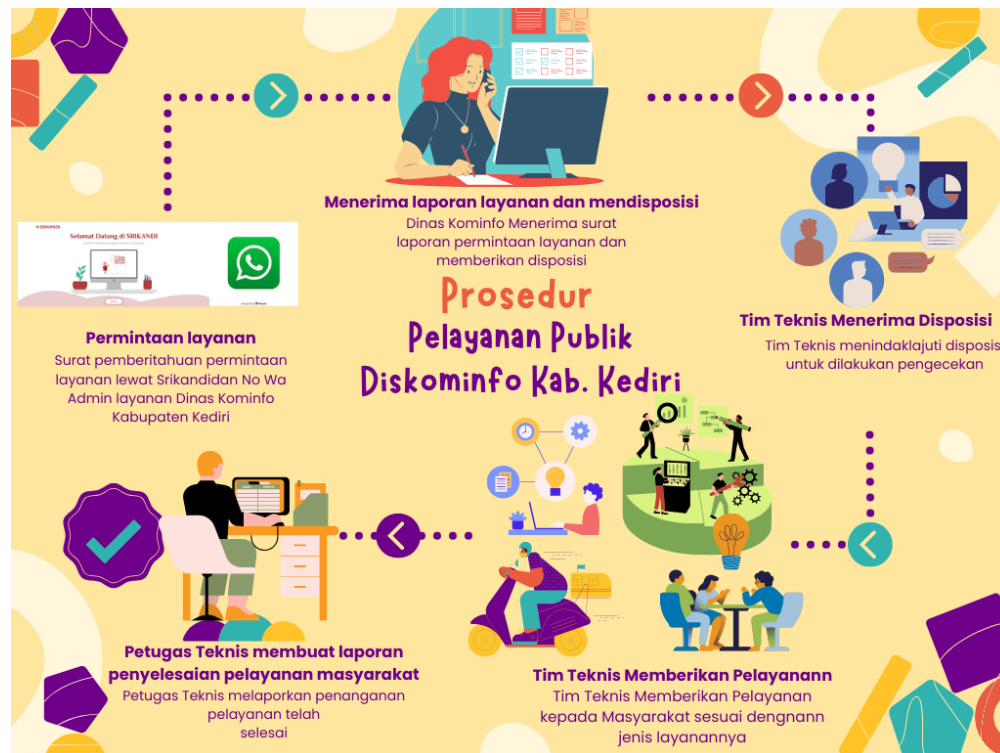 SRIKANDI
Selamat Datang di SRIKANDI
Permintaan layanan
Surat pemberitahuan permintaan
layanan lewat Srikandidan No Wa
Admin layanan Dinas Kominfo
Kabupaten Kediri
Menerima laporan layanan dan mendisposisi
Dinas Kominfo Menerima surat
laporan permintaan layanan dan
memberikan disposisi
Prosedur
Pelayanan Publik
Diskominfo Kab. Kediri
Tim Teknis Menerima Disposisi
Tim Teknis menindaklajuti disposis
untuk dilakukan pengecekan
Tim Teknis Memberikan Pelayanann
Tim Teknis Memberikan Pelayanan
kepada Masyarakat sesuai dengnann
jenis layanannya
Petugas Teknis membuat laporan
penyelesaian pelayanan masyarakat
Petugas Teknis melaporkan penanganan
pelayanan telah
selesai